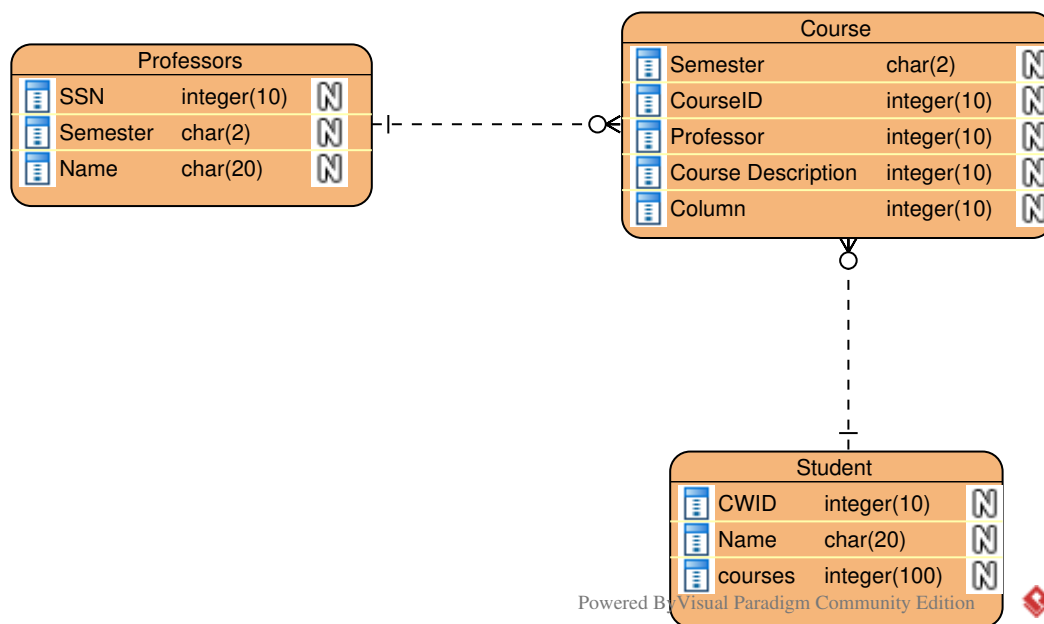 Professors
SSN integer(10) N
Semester char(2) N
Name char(20) N
Course
Semester char(2) N
CourseID integer(10) N
Professor integer(10) N
Course Description integer(10) N
Column integer(10) N
Student
CWID integer(10) N
Name char(20) N
courses integer(100) N
Powered ByVisual Paradigm Community Edition